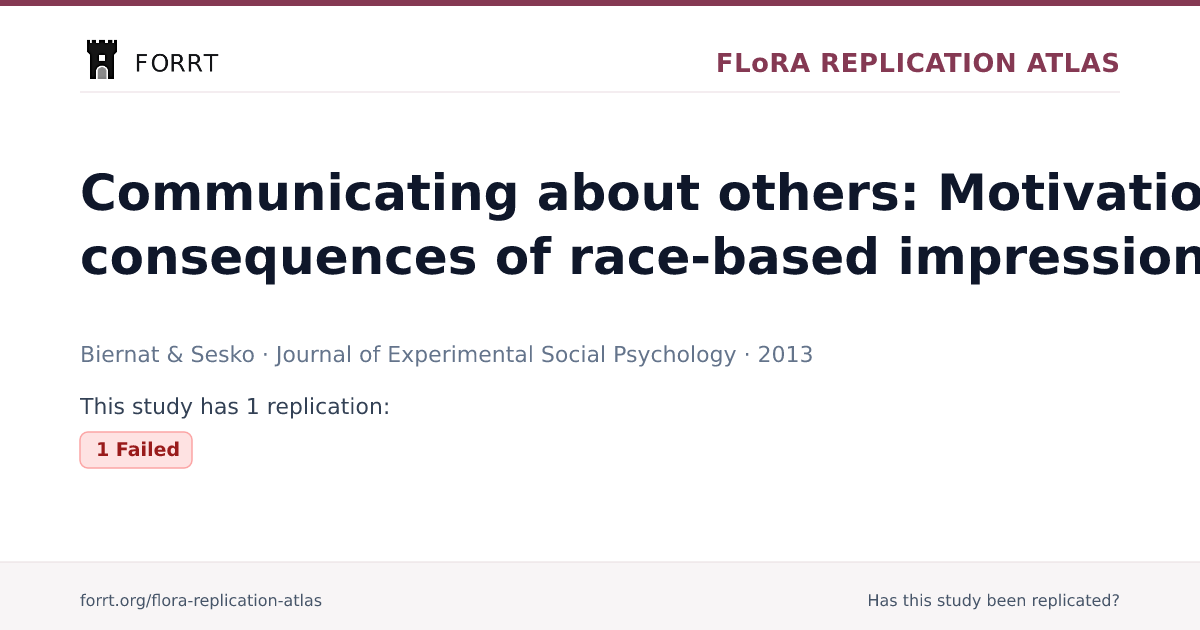 FORRT
FLoRA REPLICATION ATLAS
Communicating about others: Motivatio
consequences of race-based impression
Biernat & Sesko · Journal of Experimental Social Psychology · 2013
This study has 1 replication:
1 Failed
forrt.org/flora-replication-atlas
Has this study been replicated?